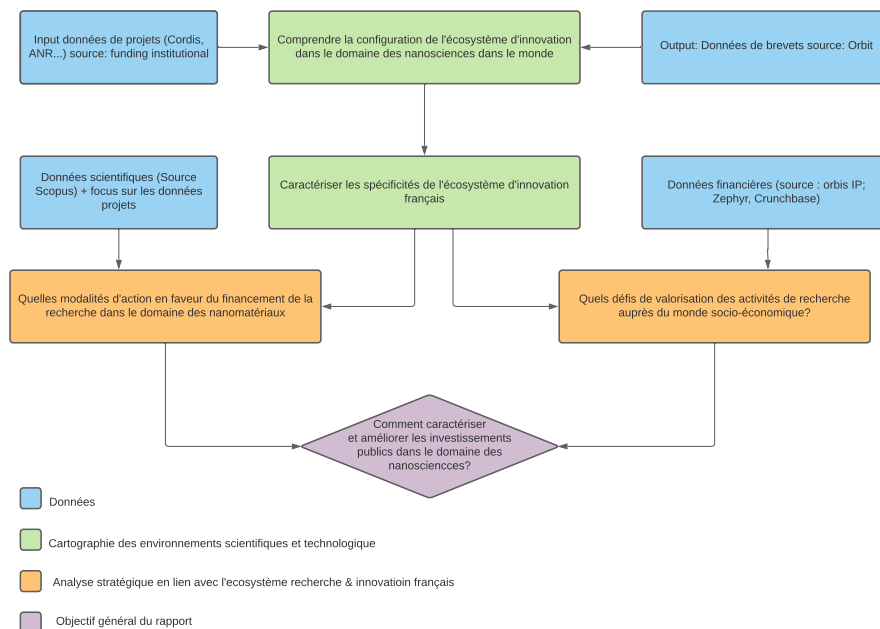 Input données de projets (Cordis,
ANR...) source: funding institutional
Comprendre la configuration de l'écosystème d'innovation
dans le domaine des nanosciences dans le monde
Output: Données de brevets source: Orbit
Données scientifiques (Source
Scopus) + focus sur les données
projets
Caractériser les spécificités de l'écosystème d'innovation
français
Données financières (source : orbis IP;
Zephyr, Crunchbase)
Quelles modalités d'action en faveur du financement de la
recherche dans le domaine des nanomatériaux
Quels défis de valorisation des activités de recherche
auprès du monde socio-économique?
Comment caractériser
et améliorer les investissements
publics dans le domaine des
nanosciencces?
Données
Cartographie des environnements scientifiques et technologique
Analyse stratégique en lien avec l'ecosystème recherche & innovatioin français
Objectif général du rapport